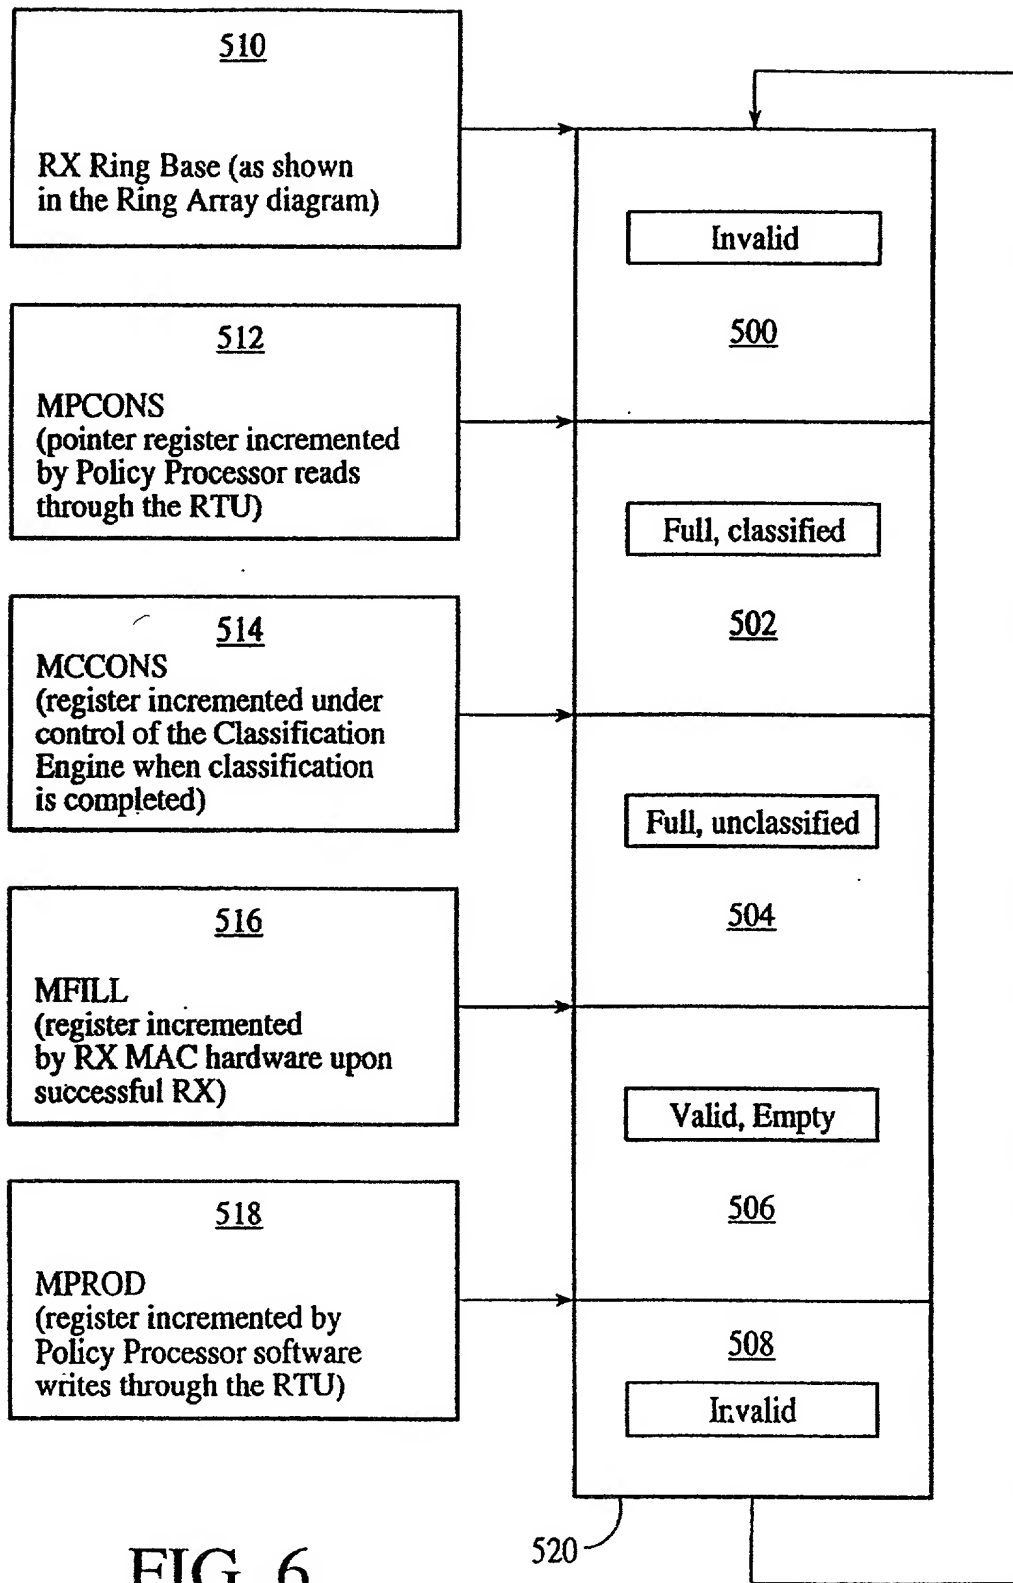 510
RX Ring Base (as shown
in the Ring Array diagram)
512
MPCONS
(pointer register incremented
by Policy Processor reads
through the RTU)
514
MCCONS
(register incremented under
control of the Classification
Engine when classification
is completed)
516
MFILL
(register incremented
by RX MAC hardware upon
successful RX)
518
MPROD
(register incremented by
Policy Processor software
writes through the RTU)
Invalid
500
Full, classified
502
Full, unclassified
504
Valid, Empty
506
508
Invalid
520
FIG. 6